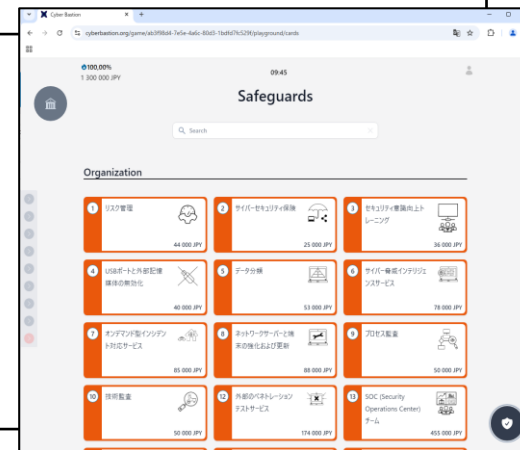 Cyber Bastion
cyberbastion.org/game/ab3f98d4-7e5e-4a6c-80d3-1bdfd7fc529f/playground/cards
100,00%
1 300 000 JPY
09:45
Safeguards
Search
Organization
1 リスク管理
44 000 JPY
2 サイバーセキュリティ保険
25 000 JPY
3 セキュリティ意識向上ト
レーニング
36 000 JPY
4 USBポートと外部記憶
媒体の無効化
40 000 JPY
5 データ分類
53 000 JPY
6 サイバー脅威インテリジェ
ンスサービス
78 000 JPY
7 オンデマンド型インシデン
ト対応サービス
85 000 JPY
8 ネットワークサーバーと端
末の強化および更新
88 000 JPY
9 プロセス監査
50 000 JPY
10 技術監査
50 000 JPY
12 外部のペネトレーション
テストサービス
174 000 JPY
13 SOC (Security
Operations Center)
チーム
455 000 JPY